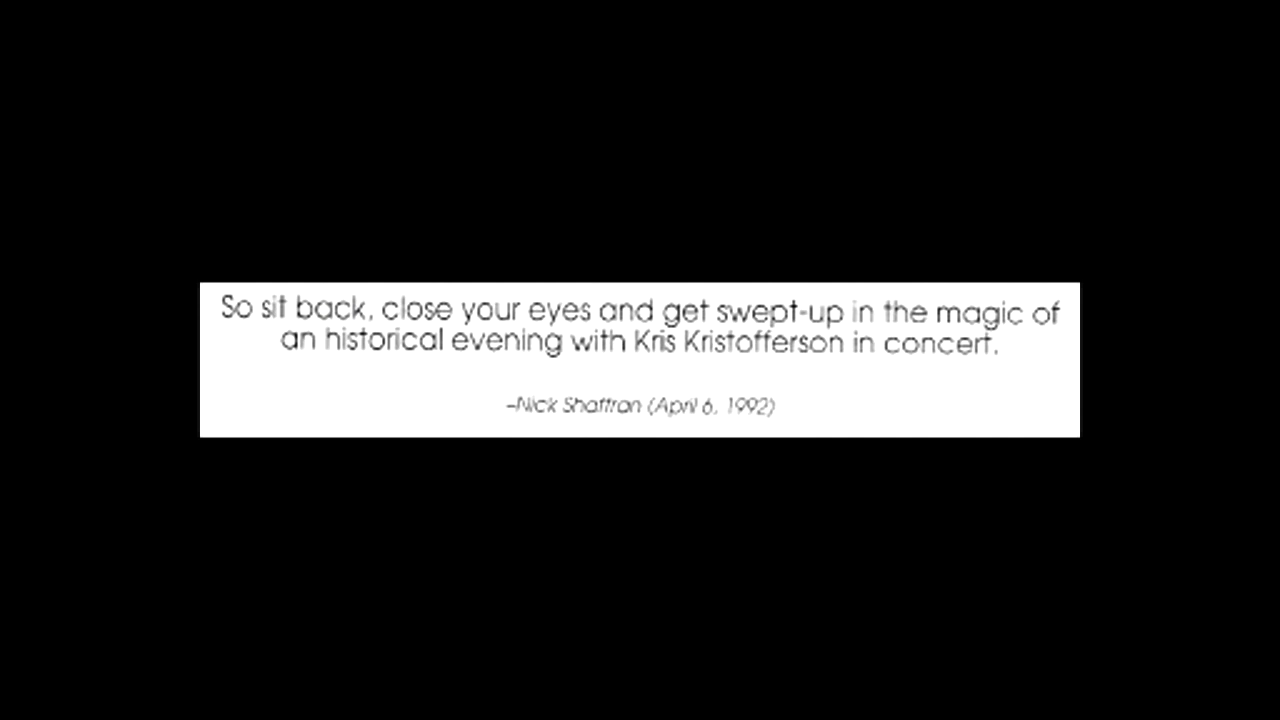 So sit back, close your eyes and get swept-up in the magic of
an historical evening with Kris Kristofferson in concert.
–Nick Shaffran (April 6, 1992)